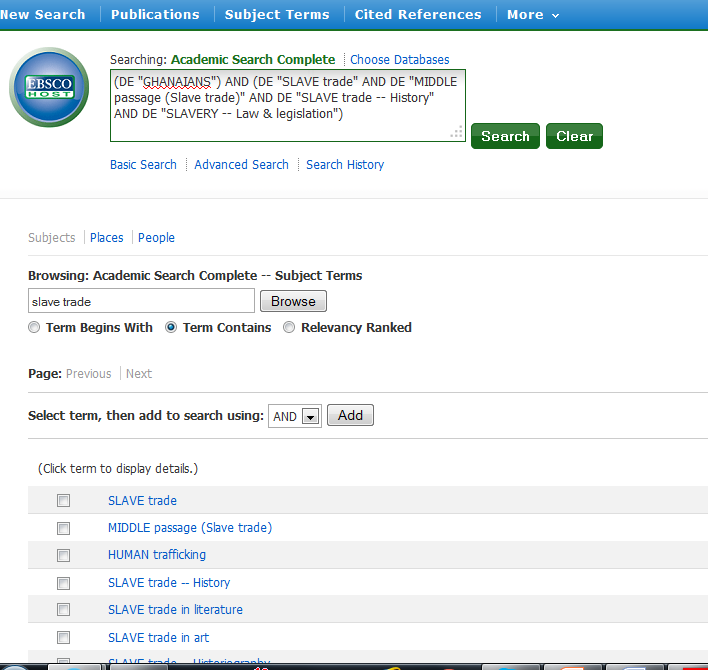 New Search Publications Subject Terms Cited References More
EBSCO
HOST
Searching: Academic Search Complete Choose Databases
(DE "GHANAIANS") AND (DE "SLAVE trade" AND DE "MIDDLE
passage (Slave trade)" AND DE "SLAVE trade -- History"
AND DE "SLAVERY -- Law & legislation")
Search Clear
Basic Search Advanced Search Search History
Subjects Places People
Browsing: Academic Search Complete -- Subject Terms
slave trade Browse
Term Begins With Term Contains Relevancy Ranked
Page: Previous Next
Select term, then add to search using: AND Add
(Click term to display details.)
SLAVE trade
MIDDLE passage (Slave trade)
HUMAN trafficking
SLAVE trade -- History
SLAVE trade in literature
SLAVE trade in art
SLAVE trade -- Historiography